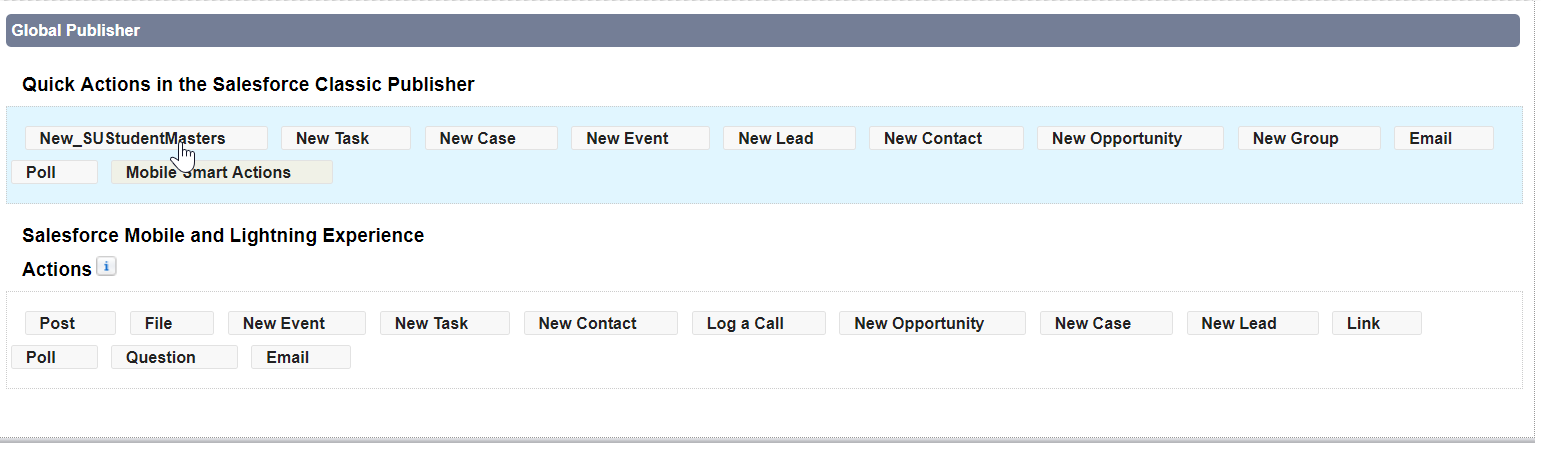 Global Publisher
Quick Actions in the Salesforce Classic Publisher
New_SUStudentMasters New Task New Case New Event New Lead New Contact New Opportunity New Group Email
Poll Mobile Smart Actions
Salesforce Mobile and Lightning Experience
Actions i
Post File New Event New Task New Contact Log a Call New Opportunity New Case New Lead Link
Poll Question Email